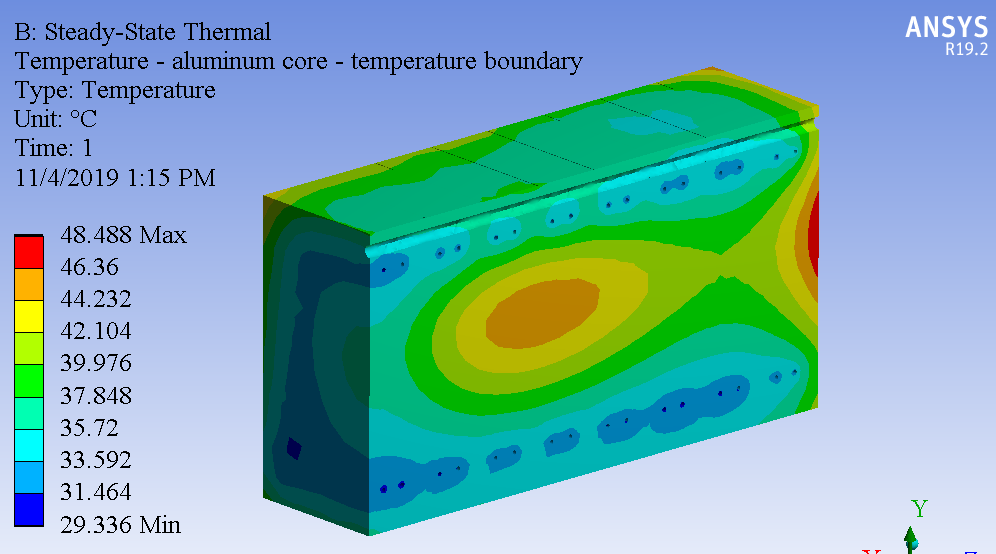 B: Steady-State Thermal
Temperature - aluminum core - temperature boundary
Type: Temperature
Unit: °C
Time: 1
11/4/2019 1:15 PM
ANSYS
R19.2
48.488 Max
46.36
44.232
42.104
39.976
37.848
35.72
33.592
31.464
29.336 Min
Y
X
Z